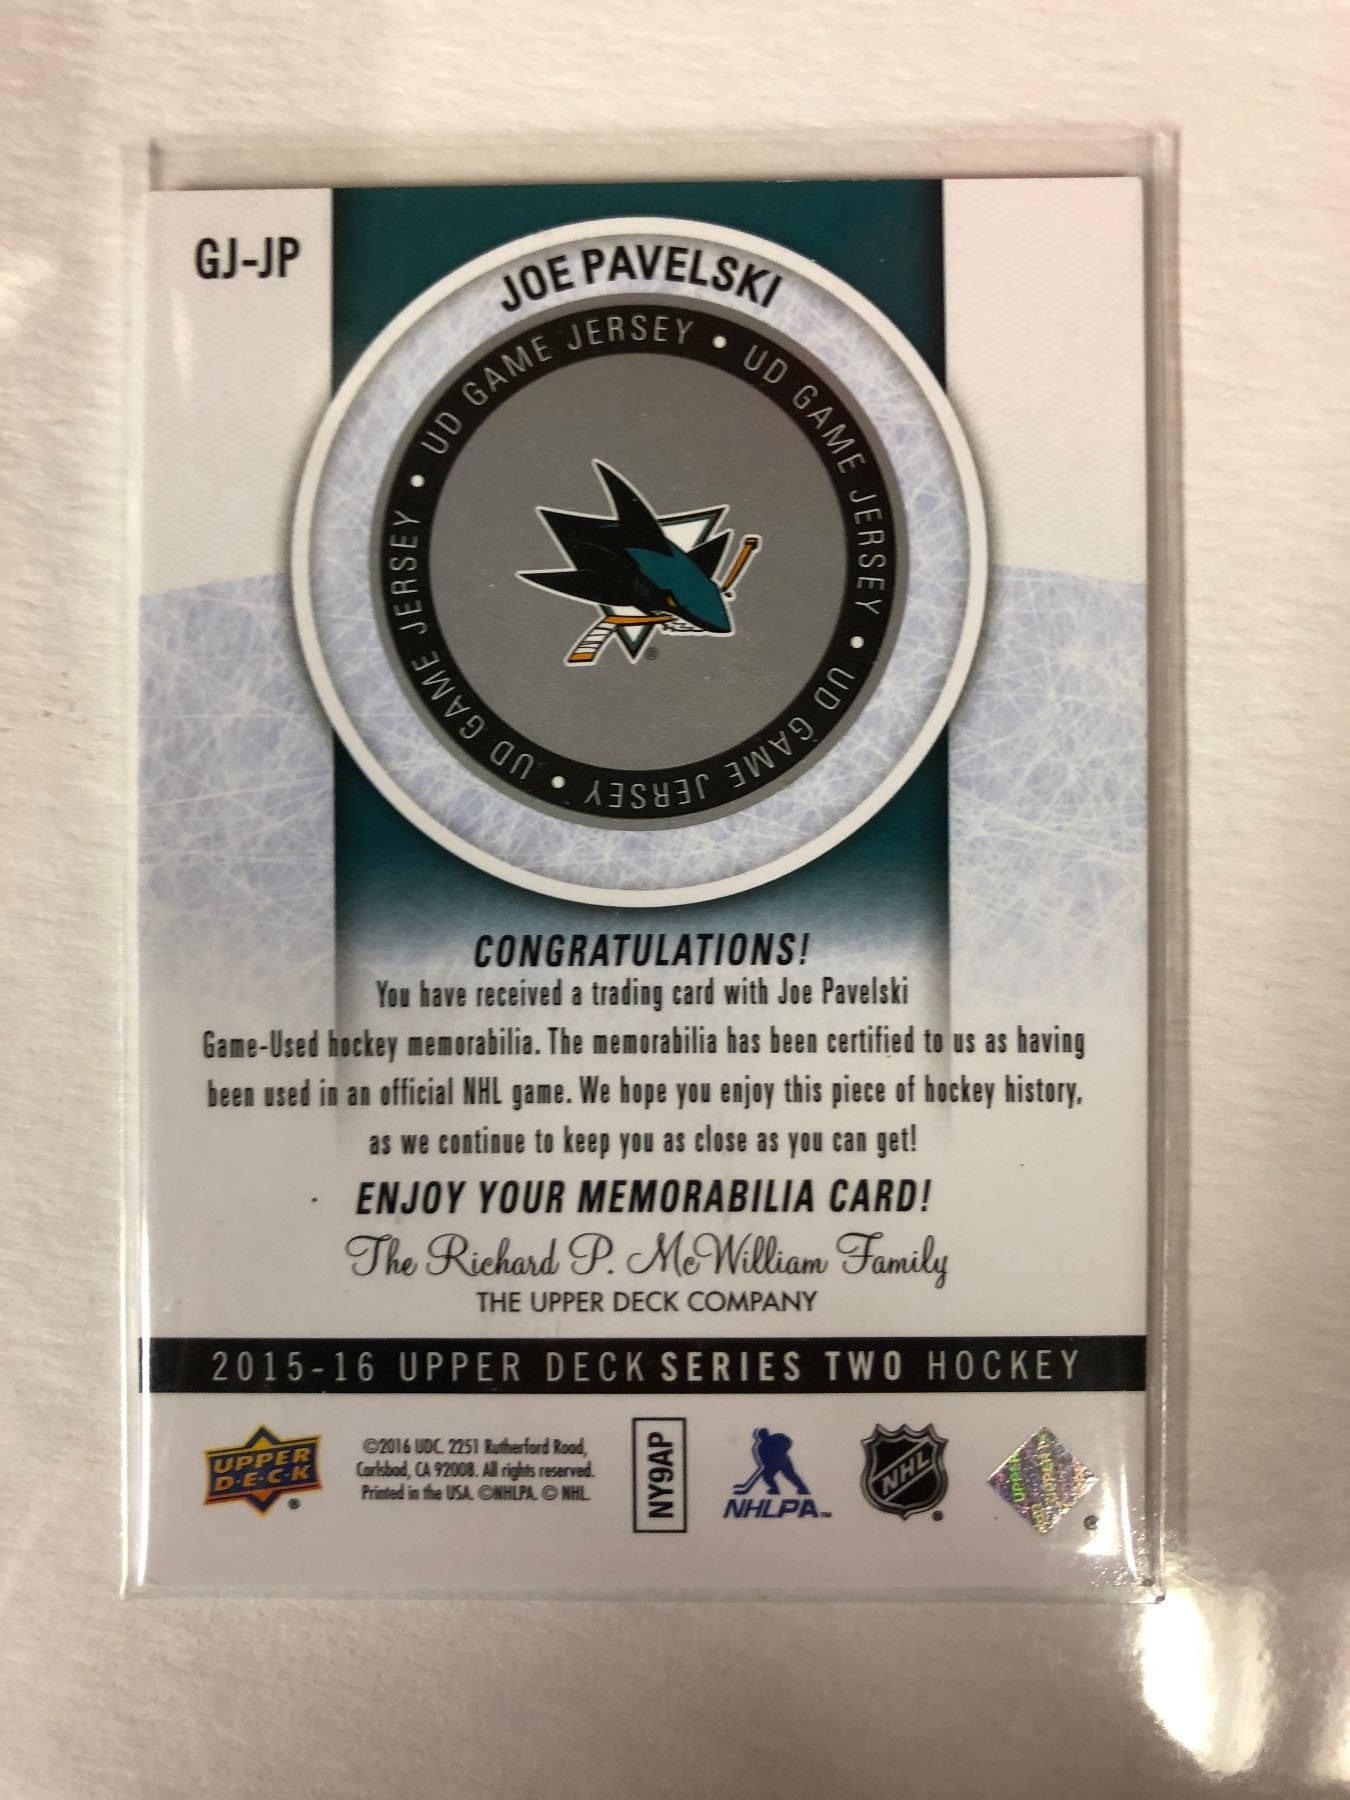 GJ-JP
JOE PAVELSKI
UD GAME JERSEY • UD GAME JERSEY • UD GAME JERSEY • UD GAME JERSEY •
®
CONGRATULATIONS!
You have received a trading card with Joe Pavelski
Game-Used hockey memorabilia. The memorabilia has been certified to us as having
been used in an official NHL game. We hope you enjoy this piece of hockey history,
as we continue to keep you as close as you can get!
ENJOY YOUR MEMORABILIA CARD!
The Richard P. McWilliam Family
THE UPPER DECK COMPANY
2015-16 UPPER DECK SERIES TWO HOCKEY
UPPER
D•E•C•K
®
©2016 UDC. 2251 Rutherford Road,
Carlsbad, CA 92008. All rights reserved.
Printed in the USA. ©NHLPA. © NHL.
NY9AP
NHLPA™
NHL
®
UPPER